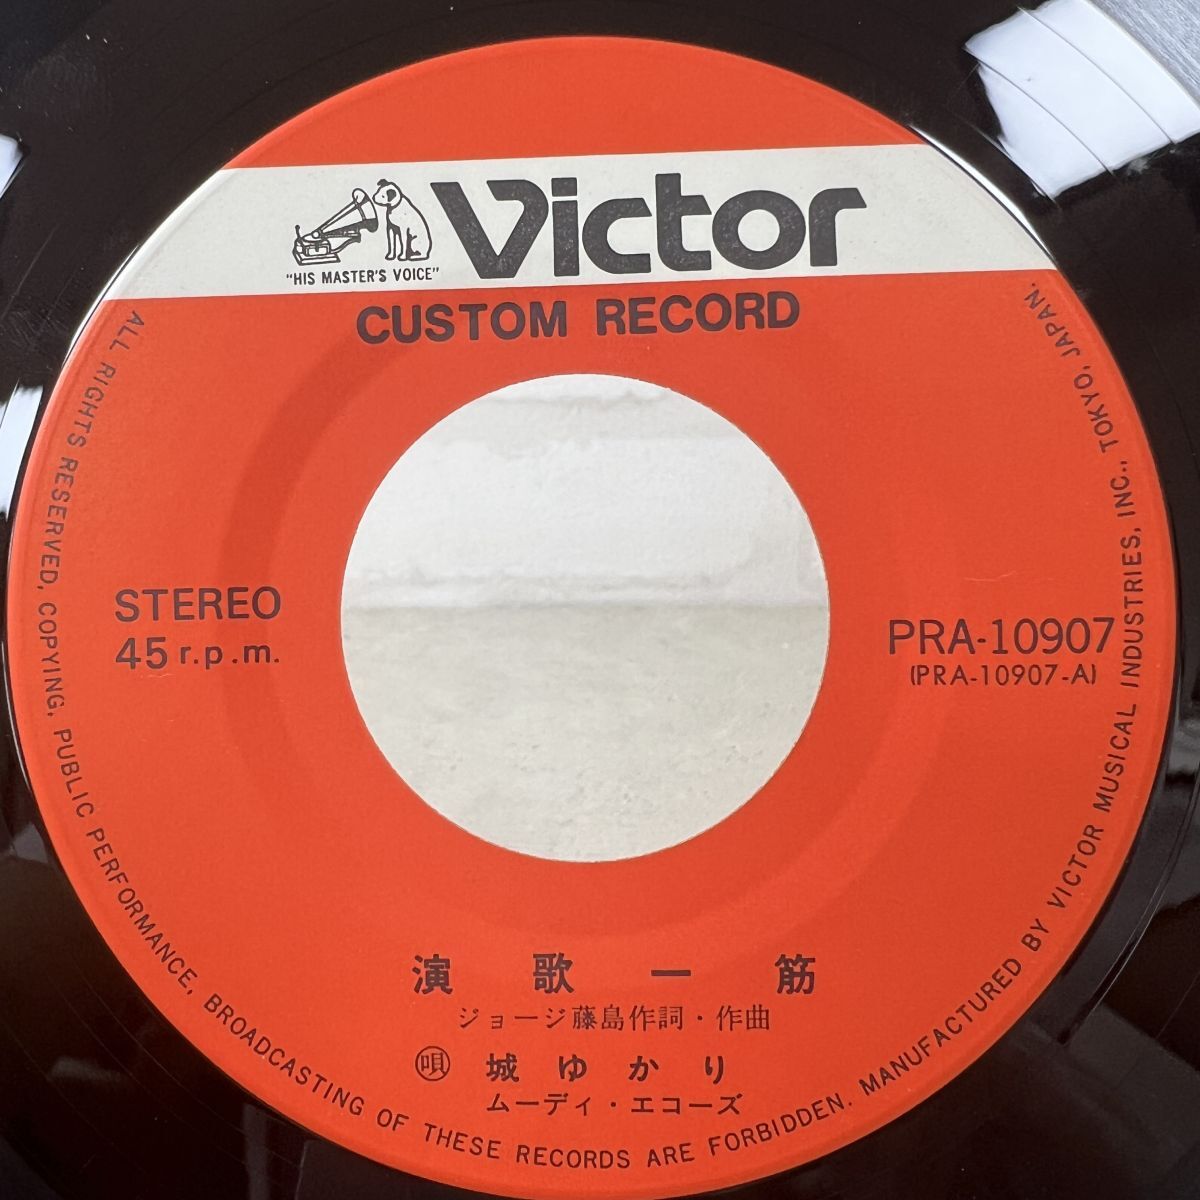 Victor
"HIS MASTER'S VOICE"
CUSTOM RECORD
STEREO
45 r.p.m.
PRA-10907
(PRA-10907-A)
演歌一筋
ジョージ藤島作詞・作曲
唄 城ゆかり
ムーディ・エコーズ
ALL RIGHTS RESERVED, COPYING, PUBLIC PERFORMANCE, BROADCASTING OF THESE RECORDS ARE FORBIDDEN. MANUFACTURED BY VICTOR MUSICAL INDUSTRIES, INC., TOKYO, JAPAN.